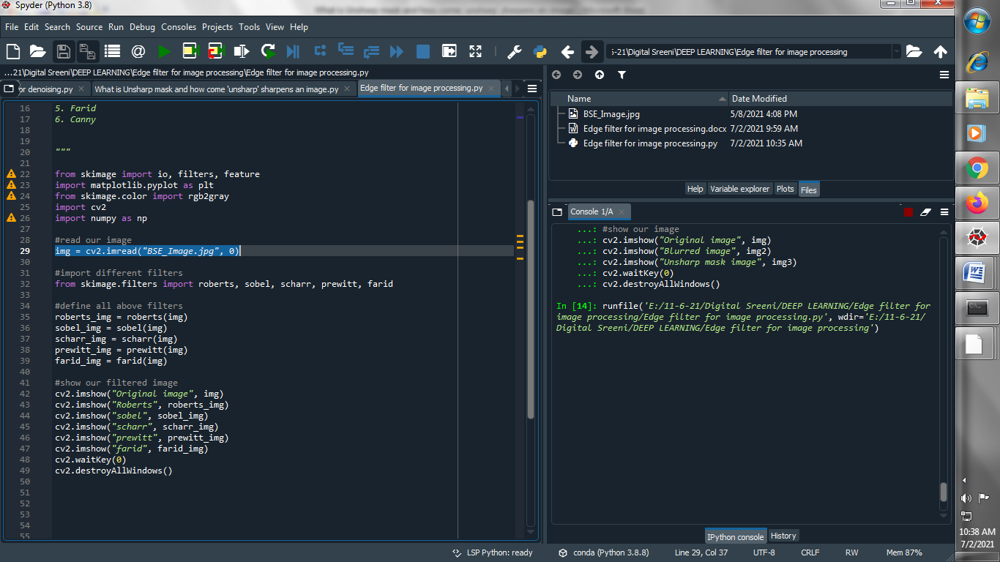 Spyder (Python 3.8)
File Edit Search Source Run Debug Consoles Projects Tools View Help
5-21\Digital Sreeni\DEEP LEARNING\Edge filter for image processing
...21\Digital Sreeni\DEEP LEARNING\Edge filter for image processing\Edge filter for image processing.py
or denoising.py What is Unsharp mask and how come 'unsharp' sharpens an image.py Edge filter for image processing.py
16 5. Farid
17 6. Canny
18
19
20 """
21
22 from skimage import io, filters, feature
23 import matplotlib.pyplot as plt
24 from skimage.color import rgb2gray
25 import cv2
26 import numpy as np
27
28 #read our image
29 img = cv2.imread("BSE_Image.jpg", 0)
30
31 #import different filters
32 from skimage.filters import roberts, sobel, scharr, prewitt, farid
33
34 #define all above filters
35 roberts_img = roberts(img)
36 sobel_img = sobel(img)
37 scharr_img = scharr(img)
38 prewitt_img = prewitt(img)
39 farid_img = farid(img)
40
41 #show our filtered image
42 cv2.imshow("Original image", img)
43 cv2.imshow("Roberts", roberts_img)
44 cv2.imshow("sobel", sobel_img)
45 cv2.imshow("scharr", scharr_img)
46 cv2.imshow("prewitt", prewitt_img)
47 cv2.imshow("farid", farid_img)
48 cv2.waitKey(0)
49 cv2.destroyAllWindows()
50
51
52
53
54
55
Name Date Modified
BSE_Image.jpg 5/8/2021 4:08 PM
Edge filter for image processing.docx 7/2/2021 9:59 AM
Edge filter for image processing.py 7/2/2021 10:35 AM
Help Variable explorer Plots Files
Console 1/A
...: #show our image
...: cv2.imshow("Original image", img)
...: cv2.imshow("Blurred image", img2)
...: cv2.imshow("Unsharp mask image", img3)
...: cv2.waitKey(0)
...: cv2.destroyAllWindows()
In [14]: runfile('E:/11-6-21/Digital Sreeni/DEEP LEARNING/Edge filter for
image processing/Edge filter for image processing.py', wdir='E:/11-6-21/
Digital Sreeni/DEEP LEARNING/Edge filter for image processing')
IPython console History
LSP Python: ready conda (Python 3.8.8) Line 29, Col 37 UTF-8 CRLF RW Mem 87%
10:38 AM
7/2/2021